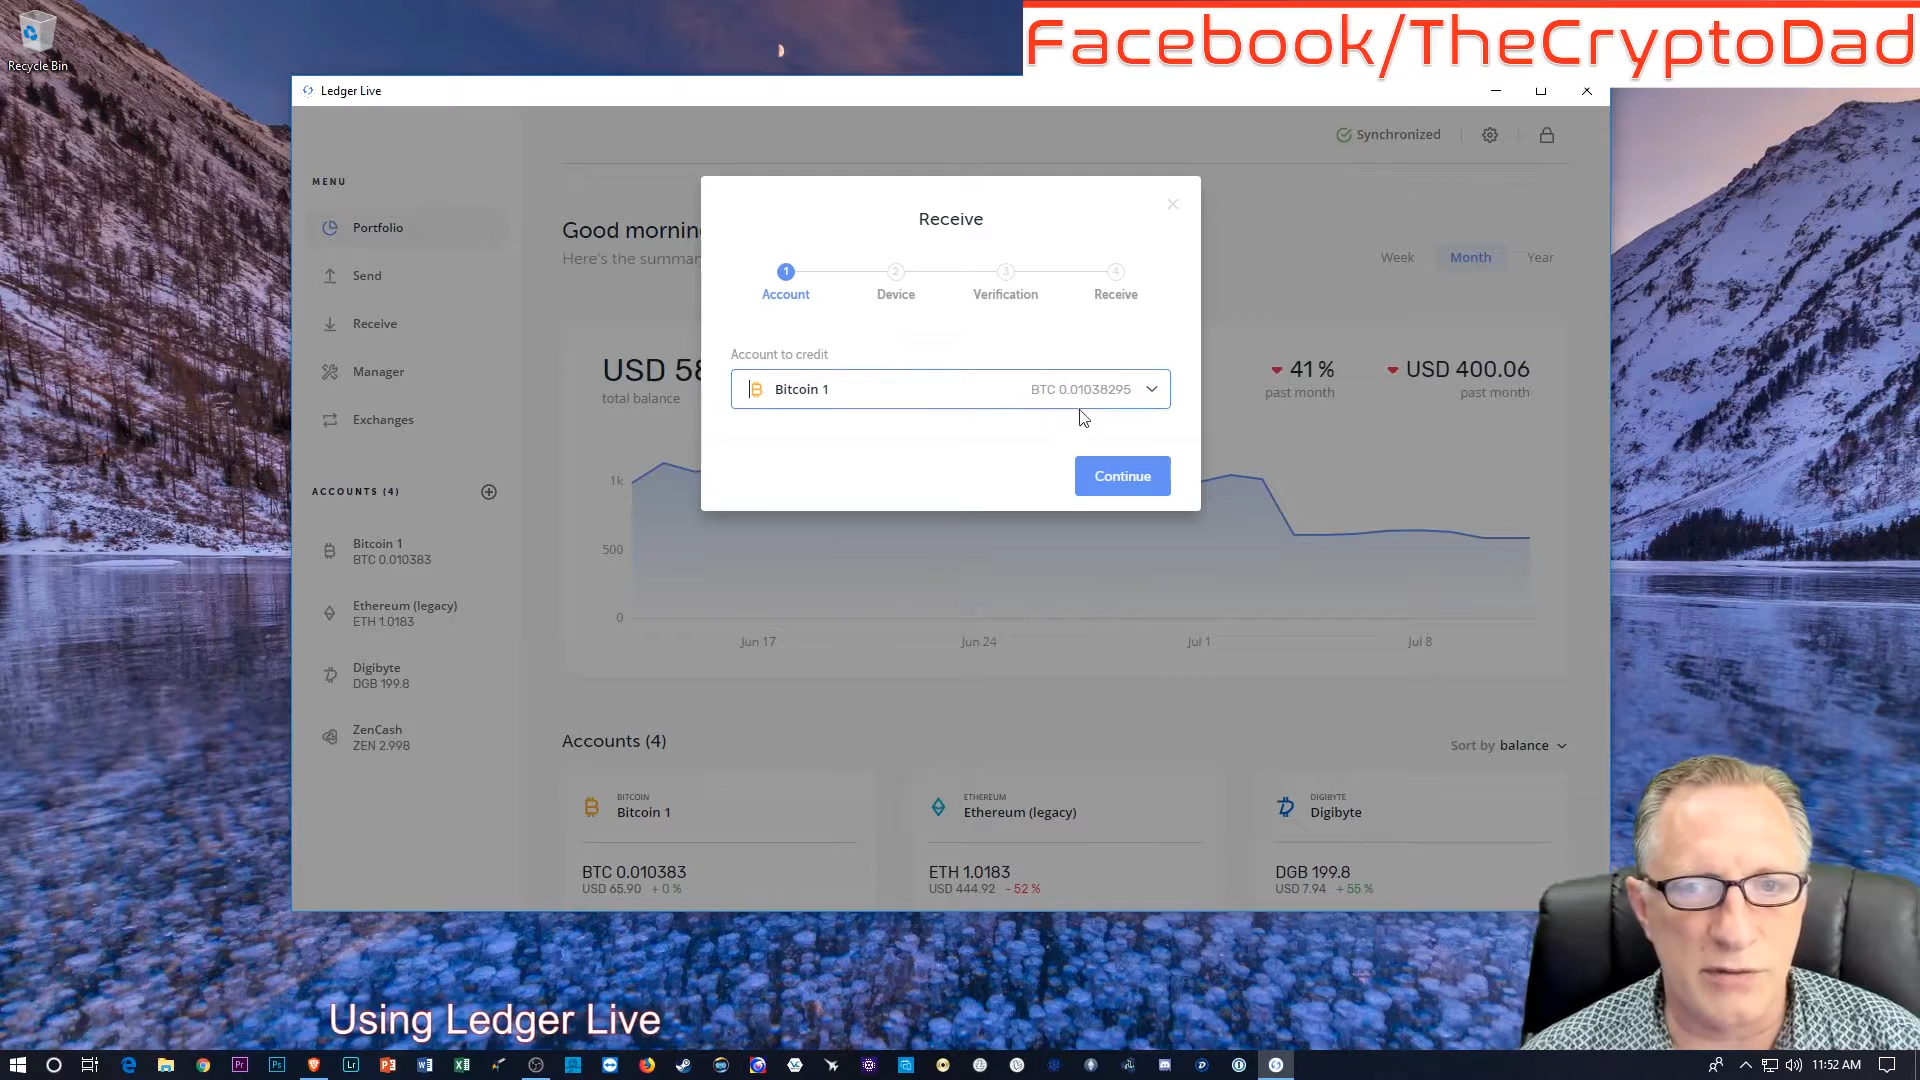 Facebook/TheCryptoDad
Recycle Bin
Ledger Live
Synchronized
MENU
Portfolio
Send
Receive
Manager
Exchanges
ACCOUNTS (4)
Bitcoin 1
BTC 0.010383
Ethereum (legacy)
ETH 1.0183
Digibyte
DGB 199.8
ZenCash
ZEN 2.998
Good mornin
Here's the summar
Week Month Year
USD 58
total balance
41 %
past month
USD 400.06
past month
Receive
1 2 3 4
Account Device Verification Receive
Account to credit
Bitcoin 1 BTC 0.01038295
Continue
1k
500
0
Jun 17 Jun 24 Jul 1 Jul 8
Accounts (4)
Sort by balance
BITCOIN
Bitcoin 1
BTC 0.010383
USD 65.90 + 0 %
ETHEREUM
Ethereum (legacy)
ETH 1.0183
USD 444.92 - 52 %
DIGIBYTE
Digibyte
DGB 199.8
USD 7.94 + 55 %
Using Ledger Live
Pr Ps Lr
11:52 AM